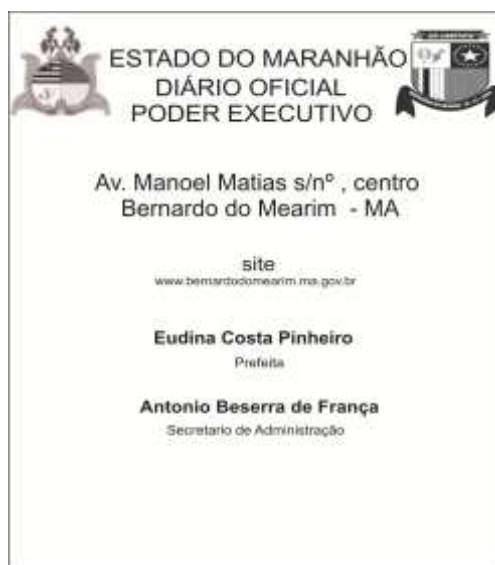 ESTADO DO MARANHÃO
DIÁRIO OFICIAL
PODER EXECUTIVO
Av. Manoel Matias s/nº , centro
Bernardo do Mearim - MA
site
www.bernardodomearim.ma.gov.br
Eudina Costa Pinheiro
Prefeita
Antonio Beserra de França
Secretario de Administração